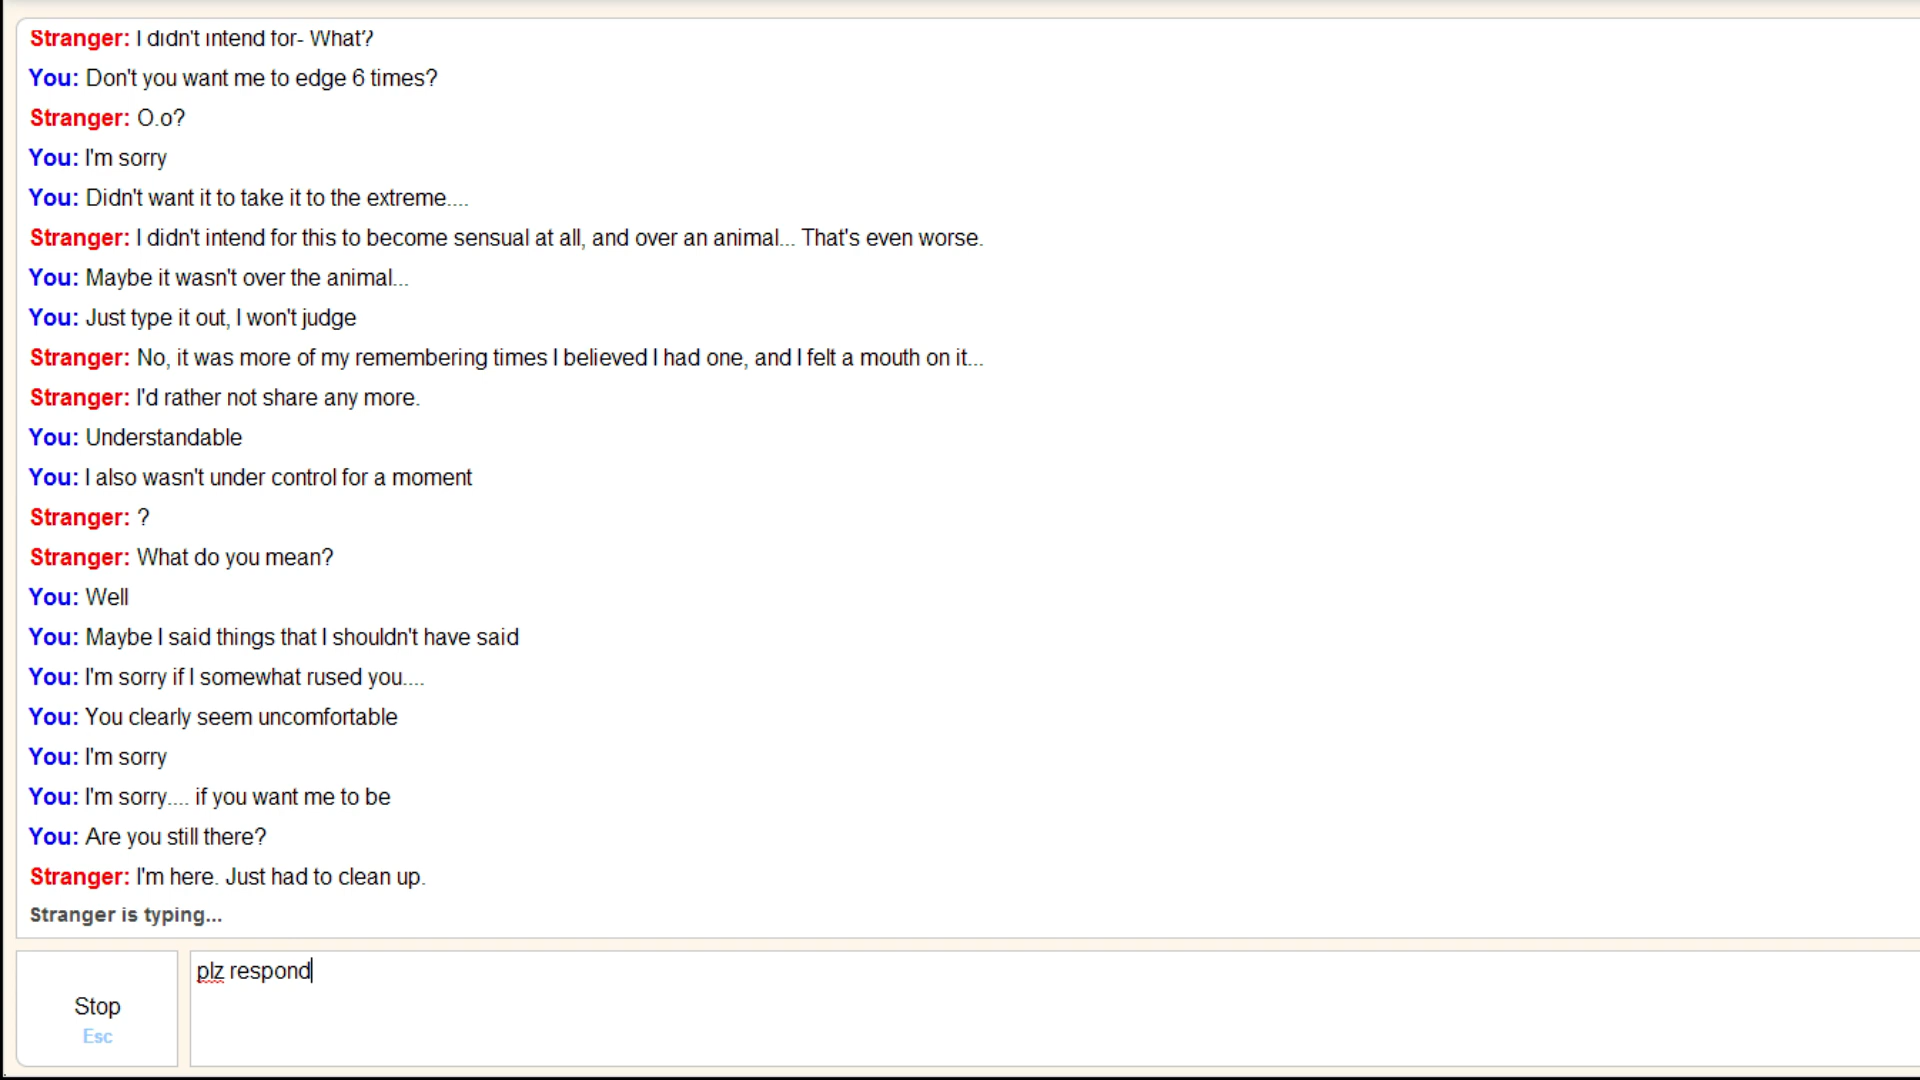 Stranger: I didn't intend for- What?
You: Don't you want me to edge 6 times?
Stranger: O.o?
You: I'm sorry
You: Didn't want it to take it to the extreme....
Stranger: I didn't intend for this to become sensual at all, and over an animal... That's even worse.
You: Maybe it wasn't over the animal...
You: Just type it out, I won't judge
Stranger: No, it was more of my remembering times I believed I had one, and I felt a mouth on it...
Stranger: I'd rather not share any more.
You: Understandable
You: I also wasn't under control for a moment
Stranger: ?
Stranger: What do you mean?
You: Well
You: Maybe I said things that I shouldn't have said
You: I'm sorry if I somewhat rused you....
You: You clearly seem uncomfortable
You: I'm sorry
You: I'm sorry.... if you want me to be
You: Are you still there?
Stranger: I'm here. Just had to clean up.
Stranger is typing...
plz respond
Stop
Esc